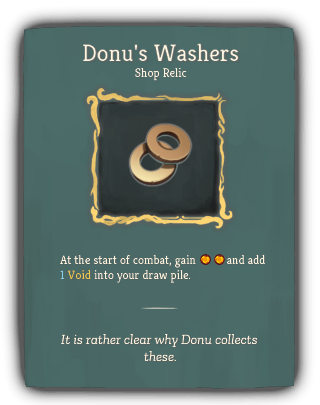 Donu's Washers
Shop Relic
At the start of combat, gain and add
1 Void into your draw pile.
It is rather clear why Donu collects
these.